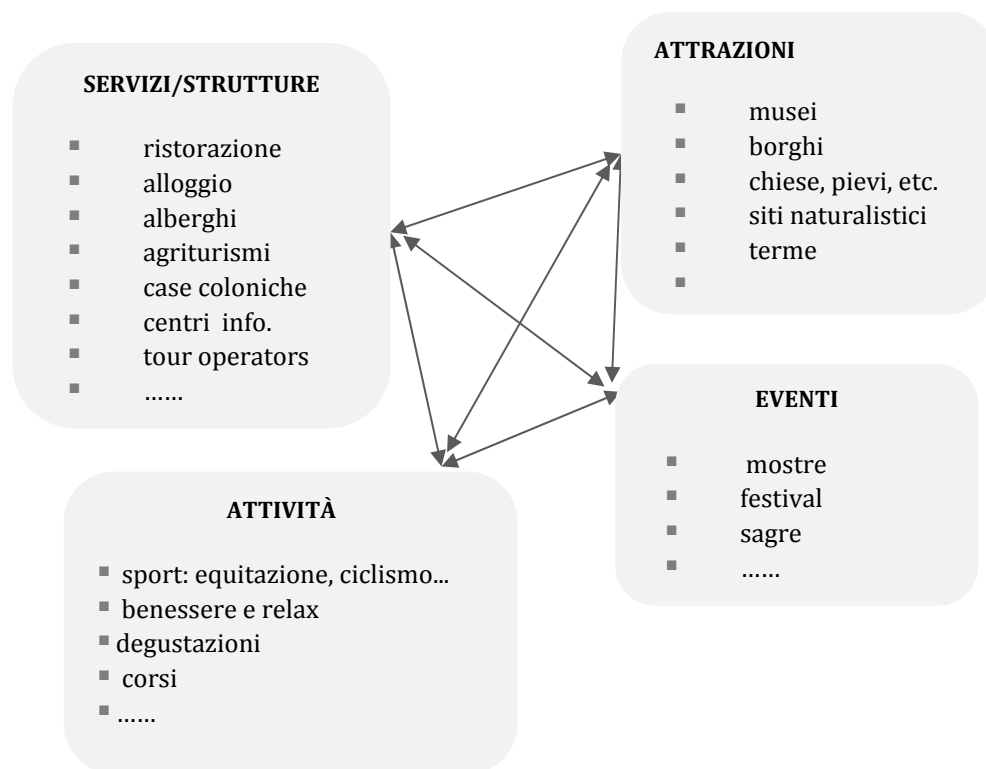 SERVIZI/STRUTTURE
▪ ristorazione
▪ alloggio
▪ alberghi
▪ agriturismi
▪ case coloniche
▪ centri  info.
▪ tour operators
▪ ……
ATTRAZIONI
▪ musei
▪ borghi
▪ chiese, pievi, etc.
▪ siti naturalistici
▪ terme
▪
EVENTI
▪ mostre
▪ festival
▪ sagre
▪ ……
ATTIVITÀ
▪ sport: equitazione, ciclismo...
▪ benessere e relax
▪ degustazioni
▪ corsi
▪ ……